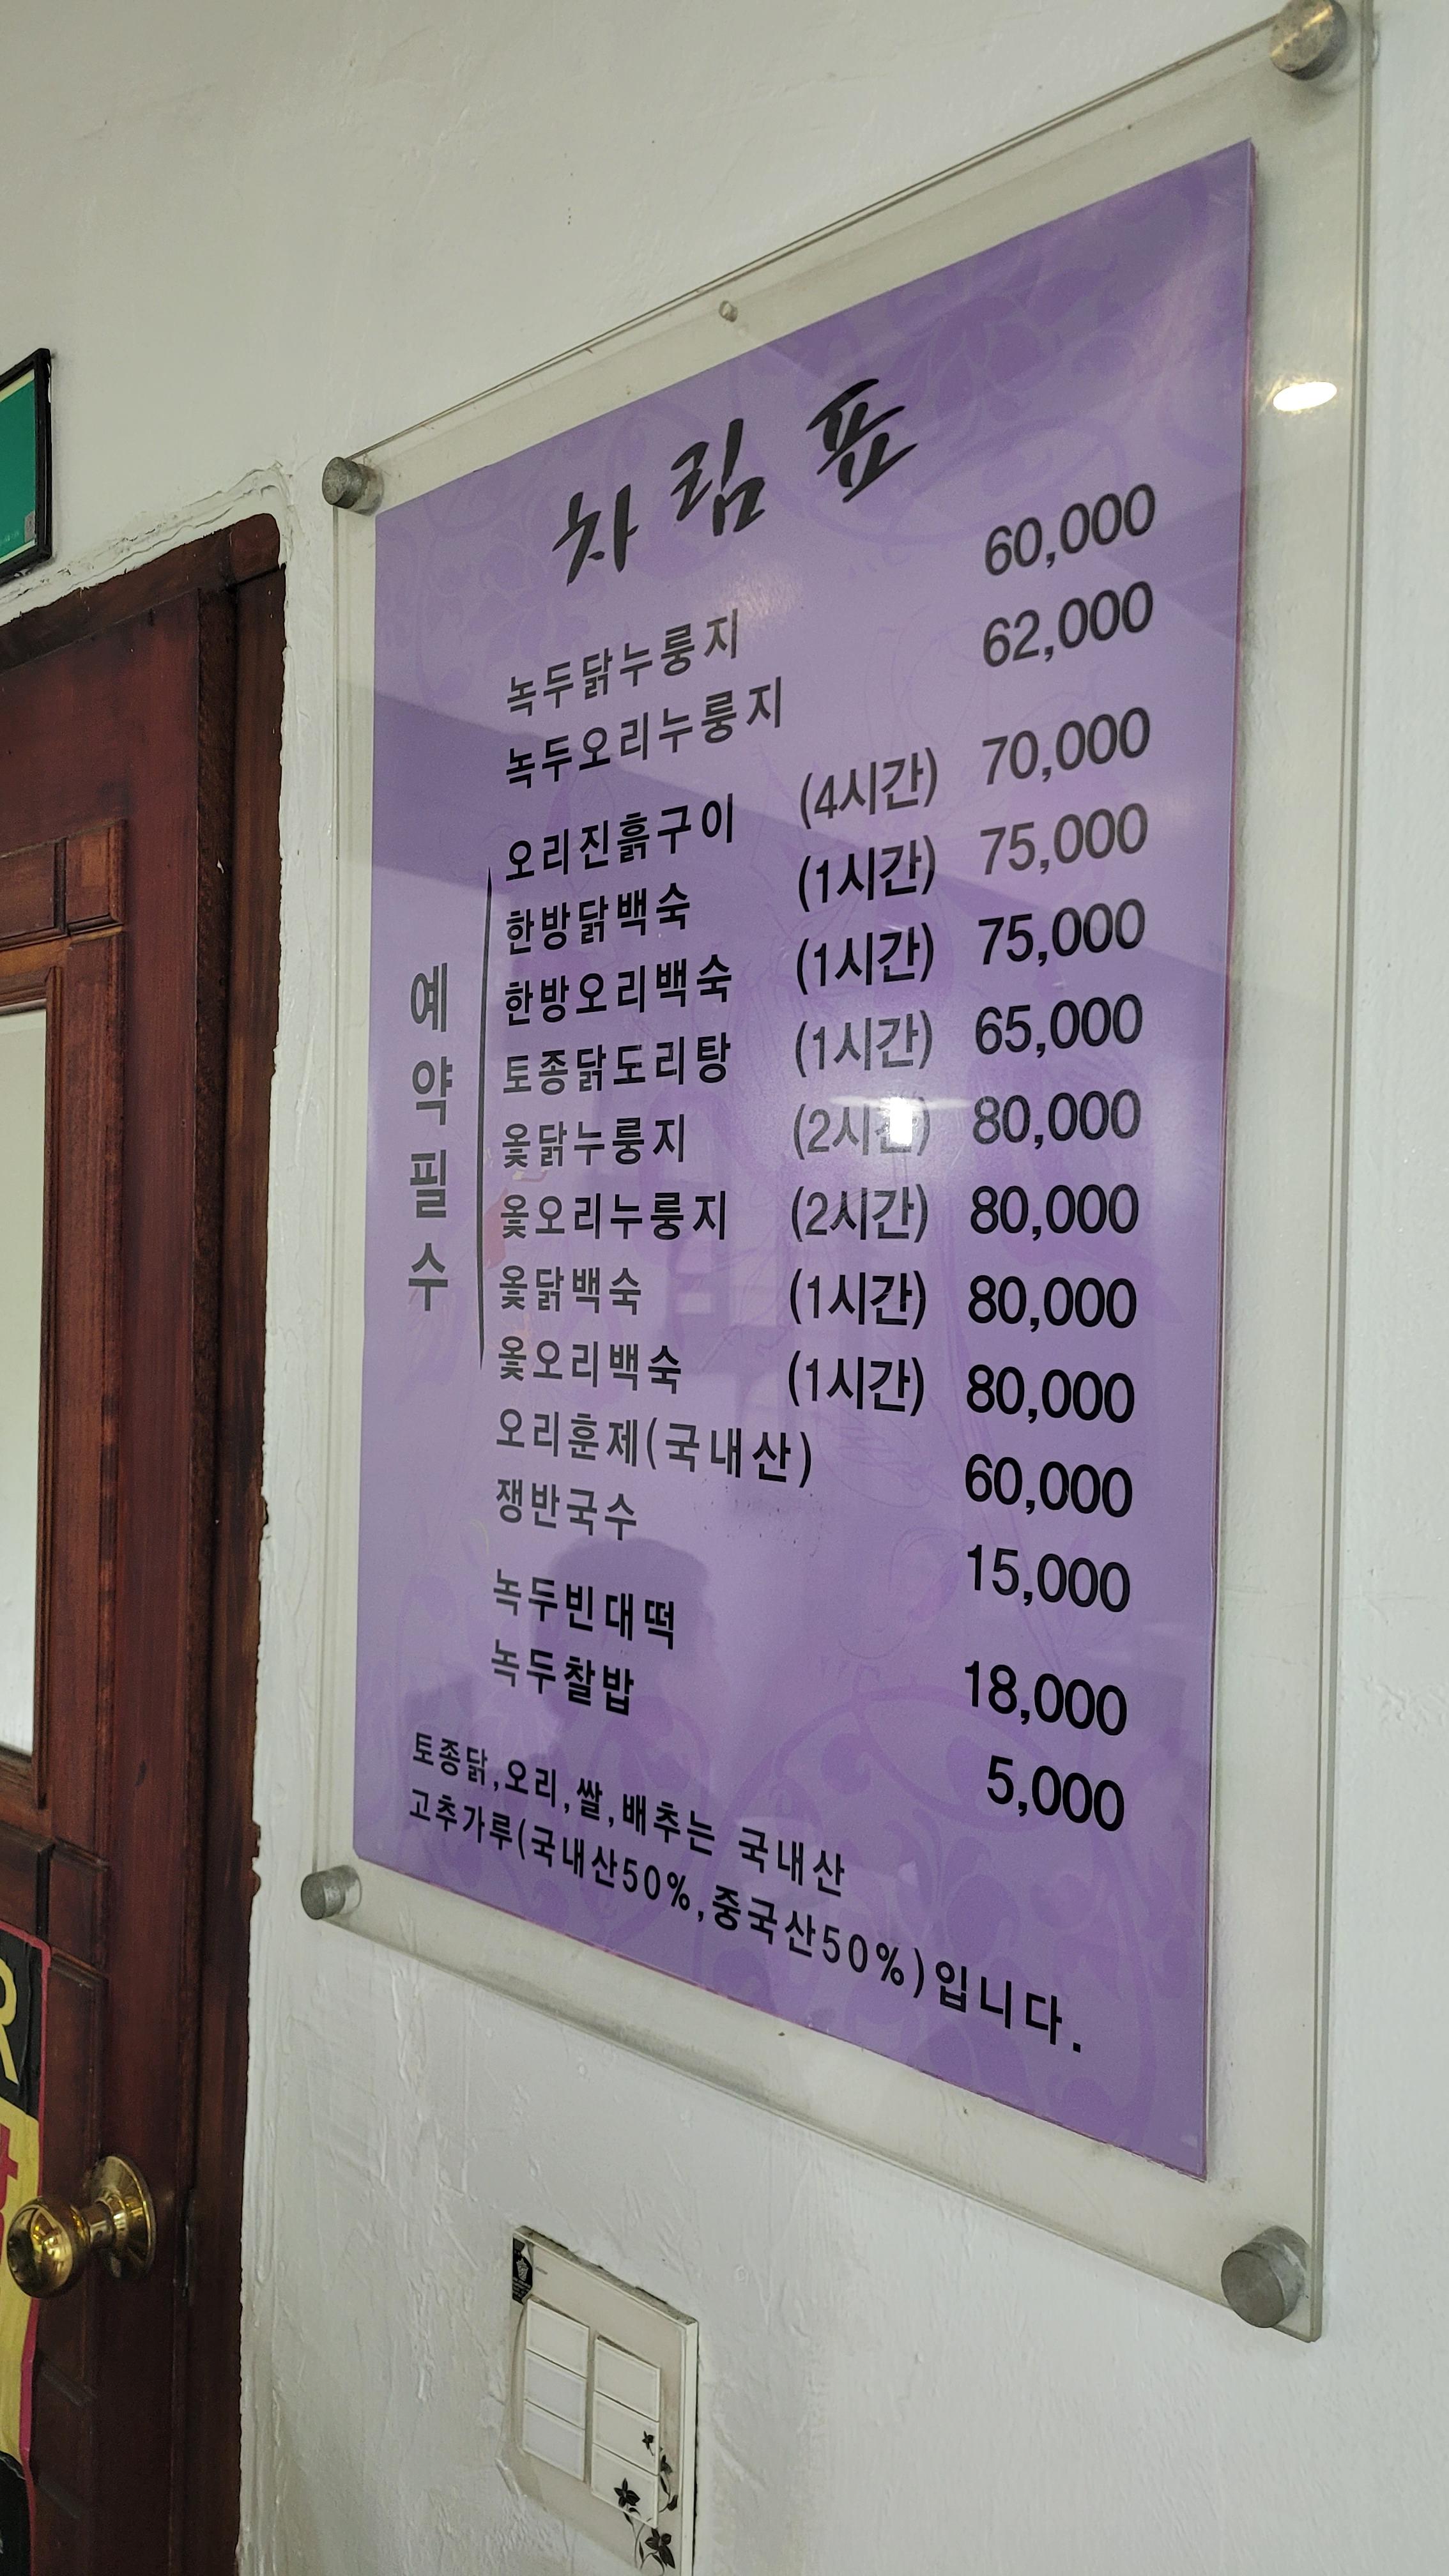 차림표
녹두닭누룽지 60,000
녹두오리누룽지 62,000
예약필수
오리진흙구이 (4시간) 70,000
한방닭백숙 (1시간) 75,000
한방오리백숙 (1시간) 75,000
토종닭도리탕 (1시간) 65,000
옻닭누룽지 (2시간) 80,000
옻오리누룽지 (2시간) 80,000
옻닭백숙 (1시간) 80,000
옻오리백숙 (1시간) 80,000
오리훈제(국내산) 60,000
쟁반국수 15,000
녹두빈대떡 18,000
녹두찰밥 5,000
토종닭,오리,쌀,배추는 국내산
고추가루(국내산50%,중국산50%)입니다.